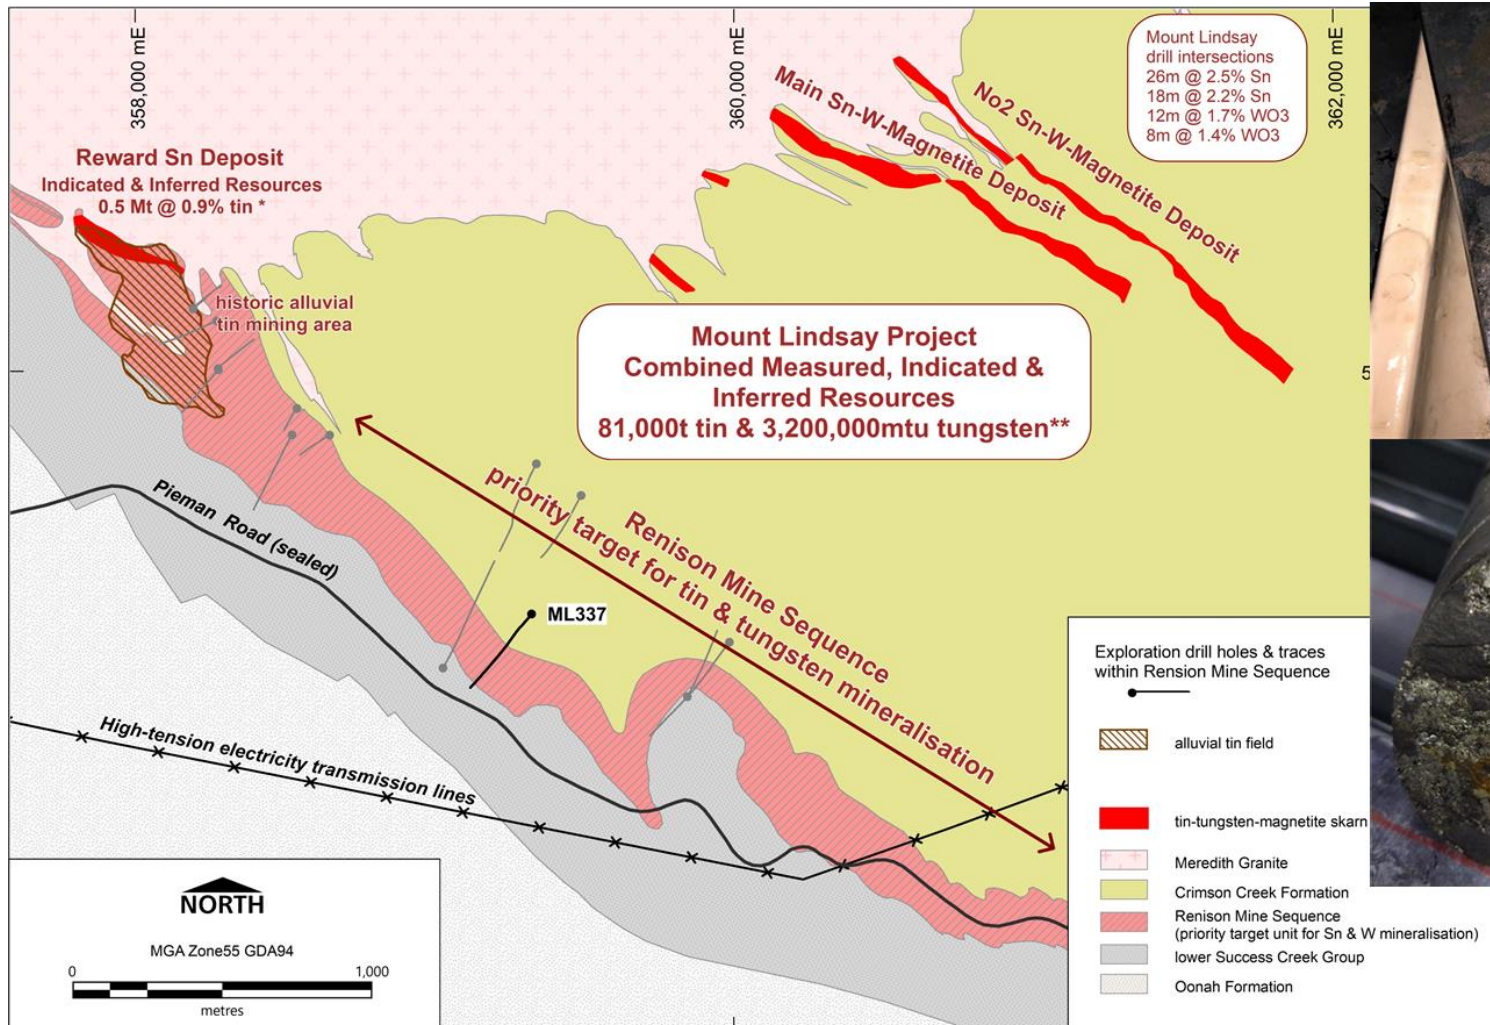 358,000 mE
360,000 mE
362,000 mE
Mount Lindsay
drill intersections
26m @ 2.5% Sn
18m @ 2.2% Sn
12m @ 1.7% WO3
8m @ 1.4% WO3
Main Sn-W-Magnetite Deposit
No2 Sn-W-Magnetite Deposit
Reward Sn Deposit
Indicated & Inferred Resources
0.5 Mt @ 0.9% tin *
historic alluvial
tin mining area
Mount Lindsay Project
Combined Measured, Indicated &
Inferred Resources
81,000t tin & 3,200,000mtu tungsten**
5
Renison Mine Sequence
priority target for tin & tungsten mineralisation
Pieman Road (sealed)
ML337
High-tension electricity transmission lines
NORTH
MGA Zone55 GDA94
0 1,000
metres
Exploration drill holes & traces
within Rension Mine Sequence
alluvial tin field
tin-tungsten-magnetite skarn
Meredith Granite
Crimson Creek Formation
Renison Mine Sequence
(priority target unit for Sn & W mineralisation)
lower Success Creek Group
Oonah Formation